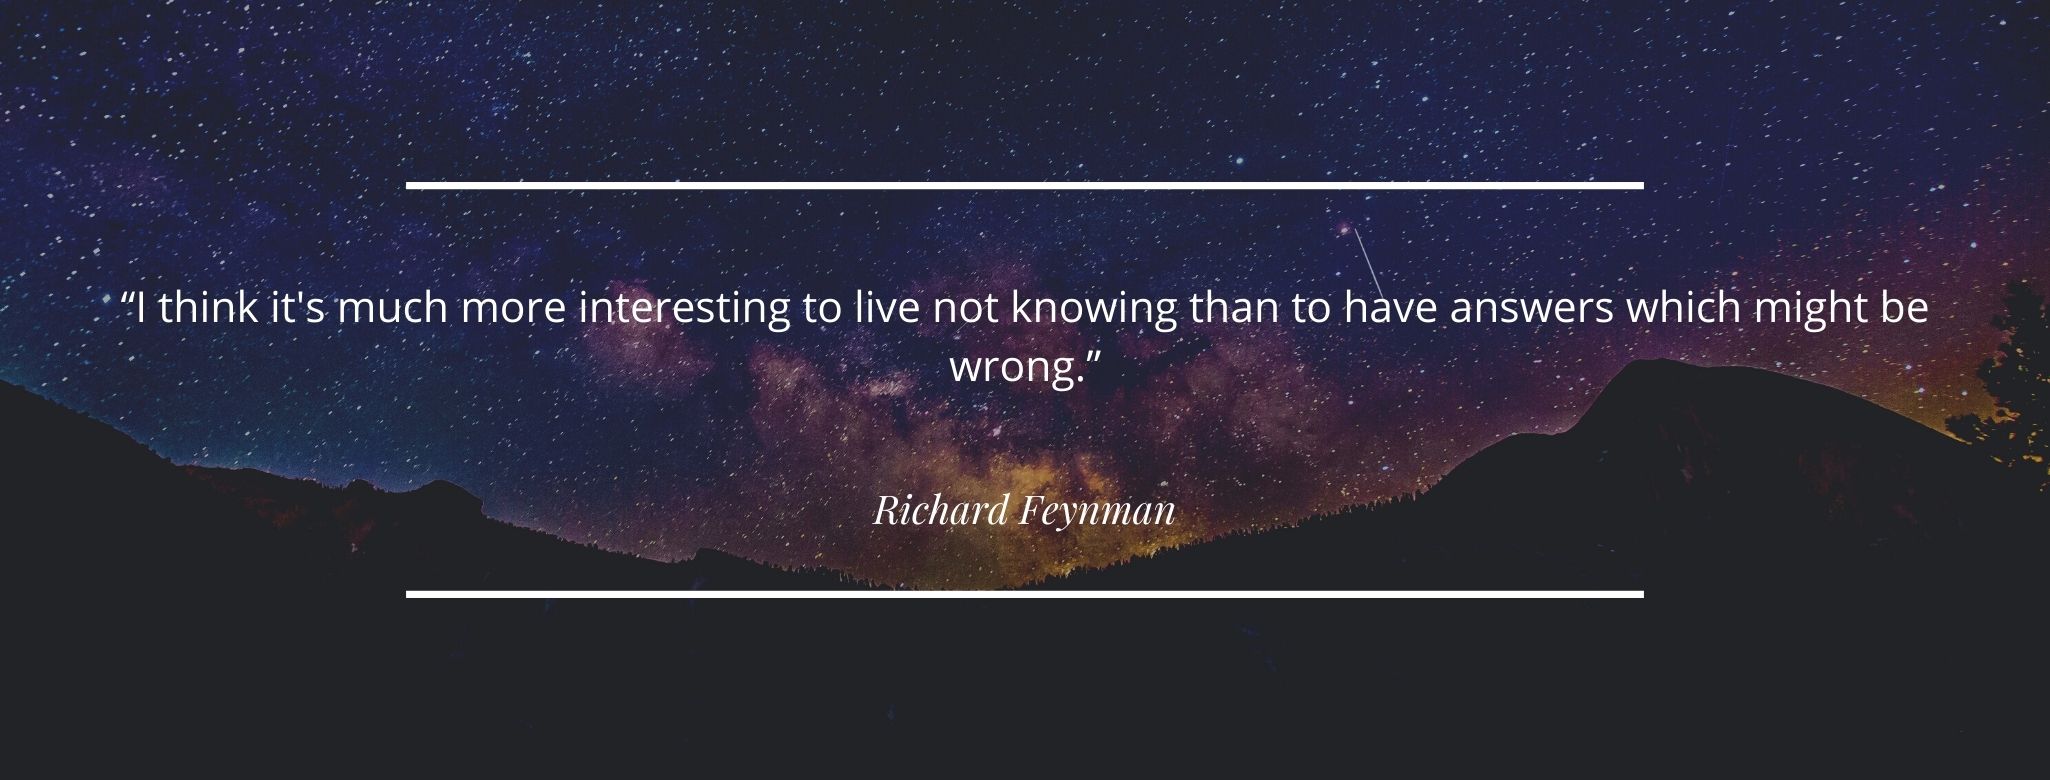 “I think it's much more interesting to live not knowing than to have answers which might be
wrong.”
Richard Feynman